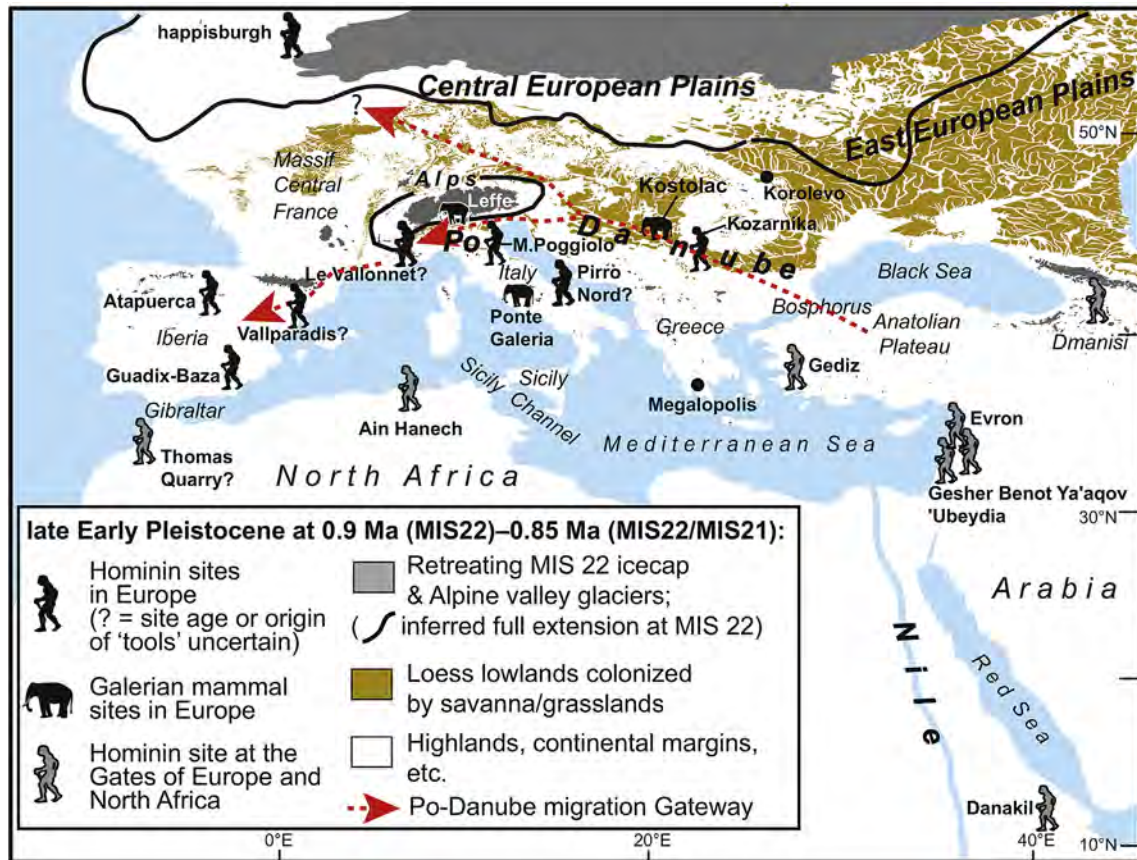 happisburgh
Central European Plains
East European Plains
?
50°N
Massif
Central
France
Alps
Leffe
Kostolac
Korolevo
Kozarnika
Po
Danube
M.Poggiolo
Le Vallonnet?
Italy
Pirro
Nord?
Black Sea
Atapuerca
Vallparadis?
Ponte
Galeria
Bosphorus
Anatolian
Plateau
Dmanisi
Iberia
Greece
Guadix-Baza
Gediz
Sicily
Sicily
Channel
Gibraltar
Ain Hanech
Megalopolis
Evron
Mediterranean Sea
Thomas
Quarry?
North Africa
Gesher Benot Ya'aqov
'Ubeydia
30°N
Arabia
Nile
Red Sea
Danakil
late Early Pleistocene at 0.9 Ma (MIS22)–0.85 Ma (MIS22/MIS21):
Hominin sites
in Europe
(? = site age or origin
of 'tools' uncertain)
Galerian mammal
sites in Europe
Hominin site at the
Gates of Europe and
North Africa
Retreating MIS 22 icecap
& Alpine valley glaciers;
( inferred full extension at MIS 22)
Loess lowlands colonized
by savanna/grasslands
Highlands, continental margins,
etc.
Po-Danube migration Gateway
0°E
20°E
40°E
10°N